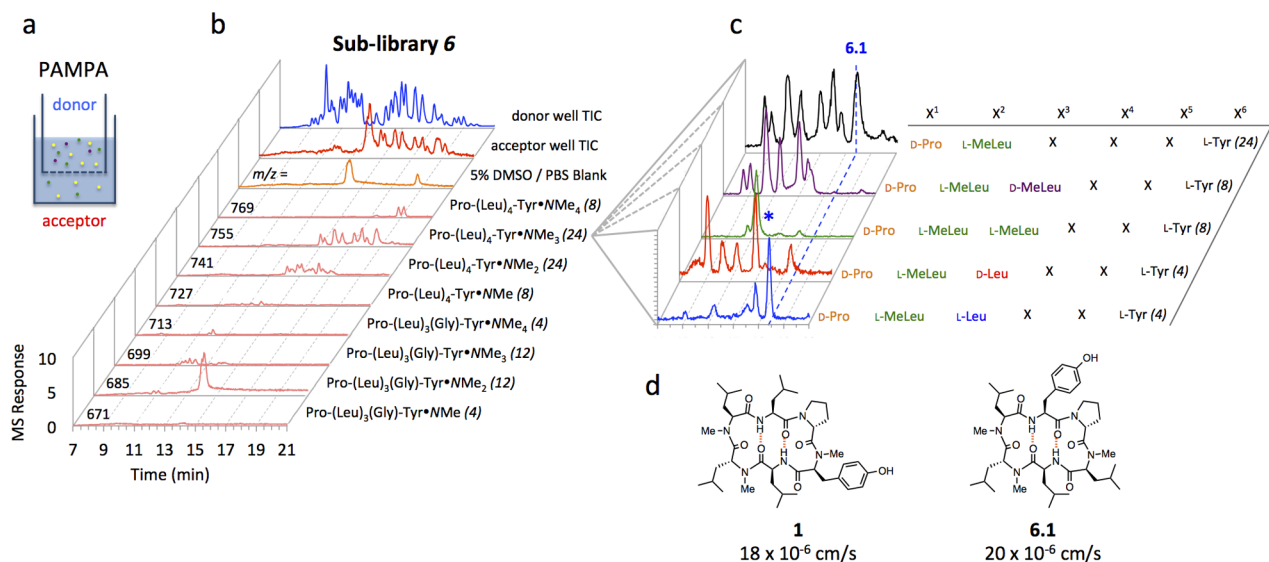 a
PAMPA
donor
acceptor
b
Sub-library 6
donor well TIC
acceptor well TIC
5% DMSO / PBS Blank
m/z =
769
Pro-(Leu)4-Tyr•NMe4 (8)
755
Pro-(Leu)4-Tyr•NMe3 (24)
741
Pro-(Leu)4-Tyr•NMe2 (24)
727
Pro-(Leu)4-Tyr•NMe (8)
713
Pro-(Leu)3(Gly)-Tyr•NMe4 (4)
699
Pro-(Leu)3(Gly)-Tyr•NMe3 (12)
685
Pro-(Leu)3(Gly)-Tyr•NMe2 (12)
671
Pro-(Leu)3(Gly)-Tyr•NMe (4)
MS Response
10
5
0
7 9 11 13 15 17 19 21
Time (min)
c
6.1
*
X1 X2 X3 X4 X5 X6
D-Pro L-MeLeu X X X L-Tyr (24)
D-Pro L-MeLeu D-MeLeu X X L-Tyr (8)
D-Pro L-MeLeu L-MeLeu X X L-Tyr (8)
D-Pro L-MeLeu D-Leu X X L-Tyr (4)
D-Pro L-MeLeu L-Leu X X L-Tyr (4)
d
O
N
H
O
N
Me
N
O
O
H
N
O
Me
N
Me
O
N
O
OH
1
18 x 10-6 cm/s
OH
O
N
H
O
N
Me
N
O
O
H
N
O
Me
N
Me
O
N
O
6.1
20 x 10-6 cm/s